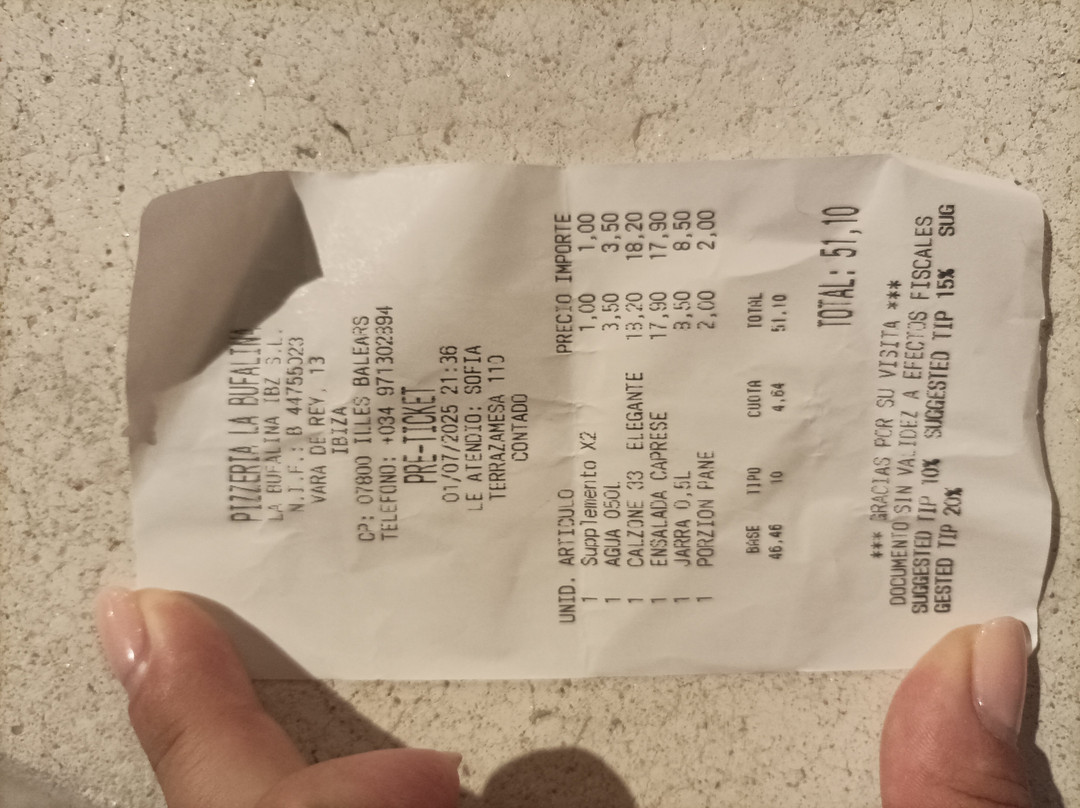 PIZZERIA LA BUFALINA
LA BUFALINA IBZ S.L.
N.I.F.: B 44755023
VARA DE REY, 13
IBIZA
CP: 07800 ILLES BALEARS
TELEFONO: +034 971302894
PRE-TICKET
01/07/2025 21:36
LE ATENDIO: SOFIA
TERRAZAMESA 110
CONTADO
UNID. ARTICULO PRECIO IMPORTE
1 Supplemento X2 1,00 1,00
1 AGUA 050L 3,50 3,50
1 CALZONE 33 ELEGANTE 18,20 18,20
1 ENSALADA CAPRESE 17,90 17,90
1 JARRA 0,5L 8,50 8,50
1 PORZION PANE 2,00 2,00
BASE TIPO CUOTA TOTAL
46,46 10 4,64 51,10
TOTAL: 51,10
*** GRACIAS POR SU VISITA ***
DOCUMENTO SIN VALIDEZ A EFECTOS FISCALES
SUGGESTED TIP 10% SUGGESTED TIP 15% SUG
GESTED TIP 20%